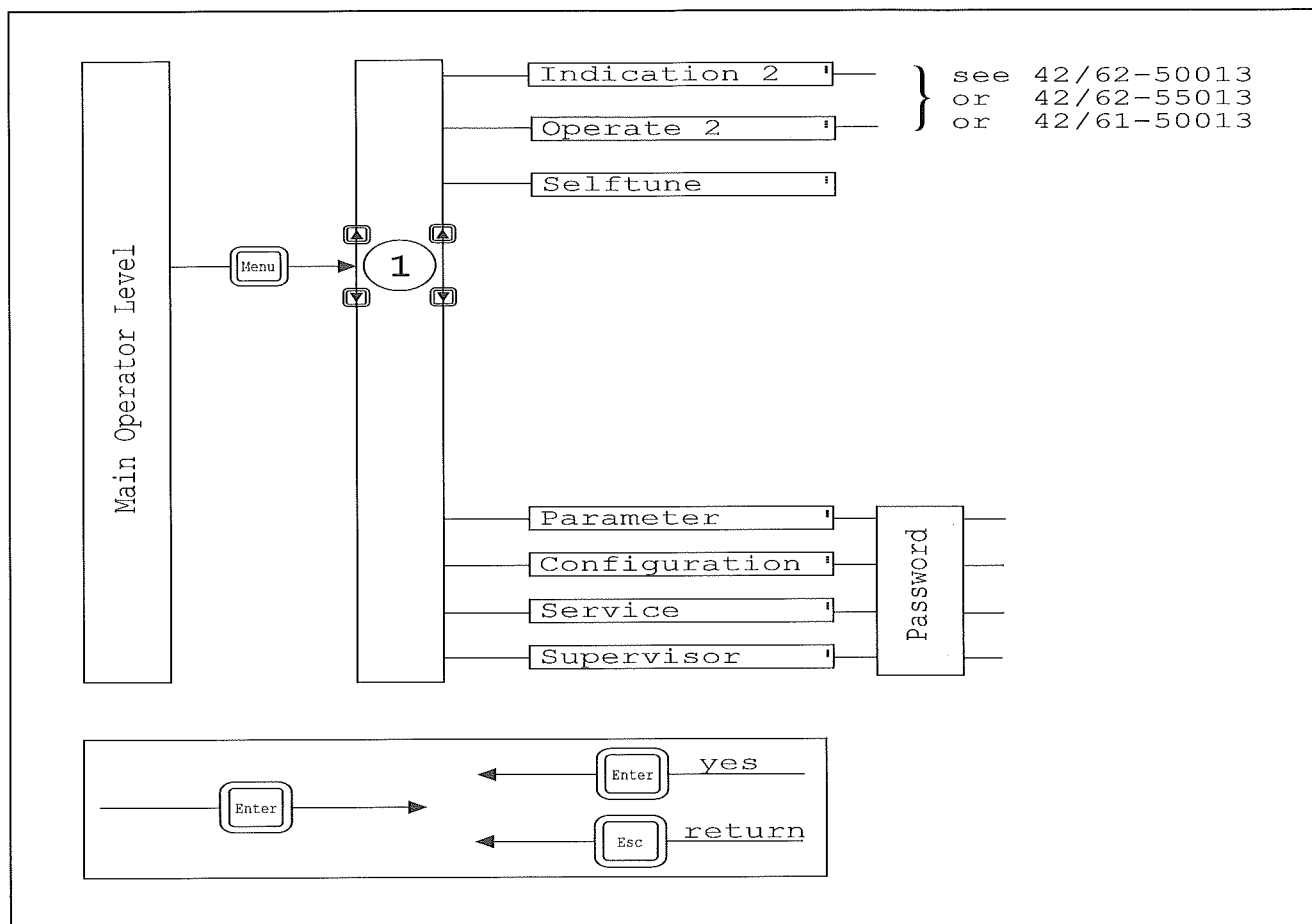 Indication 2
see 42/62-50013
or 42/62-55013
or 42/61-50013
Operate 2
Selftune
Main Operator Level
Menu
1
Parameter
Configuration
Service
Supervisor
Password
Enter
Enter yes
Esc return